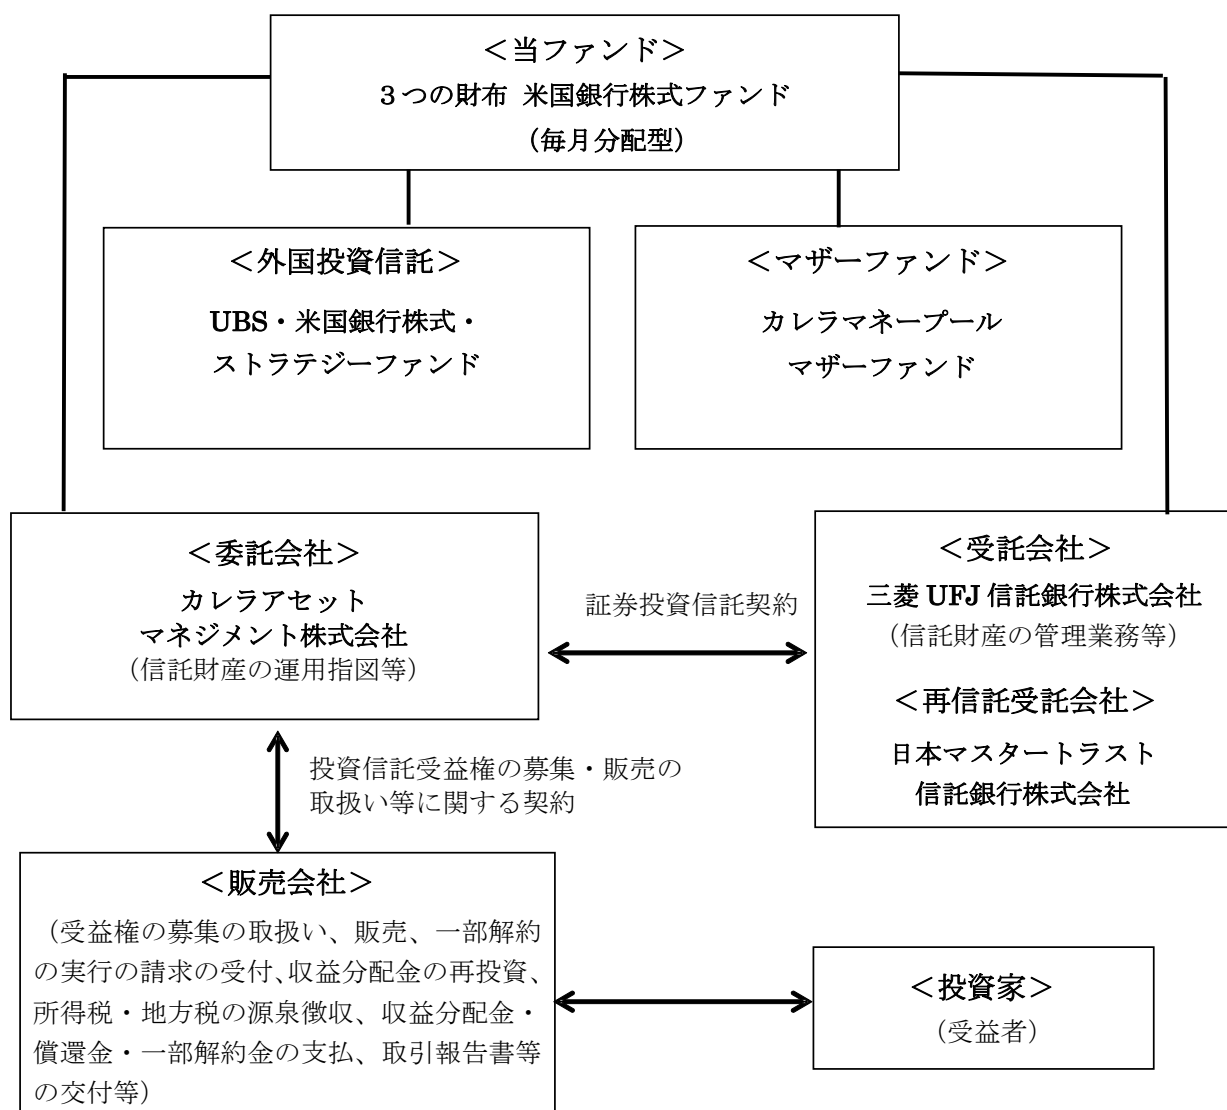 ＜当ファンド＞
３つの財布 米国銀行株式ファンド
（毎月分配型）
＜外国投資信託＞
UBS・米国銀行株式・
ストラテジーファンド
＜マザーファンド＞
カレラマネープール
マザーファンド
＜委託会社＞
カレラアセット
マネジメント株式会社
（信託財産の運用指図等）
証券投資信託契約
＜受託会社＞
三菱 UFJ 信託銀行株式会社
（信託財産の管理業務等）
＜再信託受託会社＞
日本マスタートラスト
信託銀行株式会社
投資信託受益権の募集・販売の
取扱い等に関する契約
＜販売会社＞
（受益権の募集の取扱い、販売、一部解約
の実行の請求の受付、収益分配金の再投資、
所得税・地方税の源泉徴収、収益分配金・
償還金・一部解約金の支払、取引報告書等
の交付等）
＜投資家＞
（受益者）